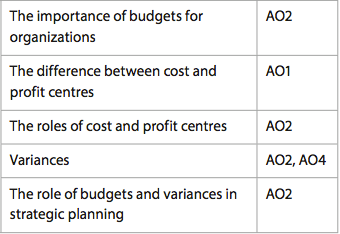 The importance of budgets for AO2
organizations
The difference between cost and AO1
profit centres
The roles of cost and profit centres AO2
Variances AO2, AO4
The role of budgets and variances in AO2
strategic planning